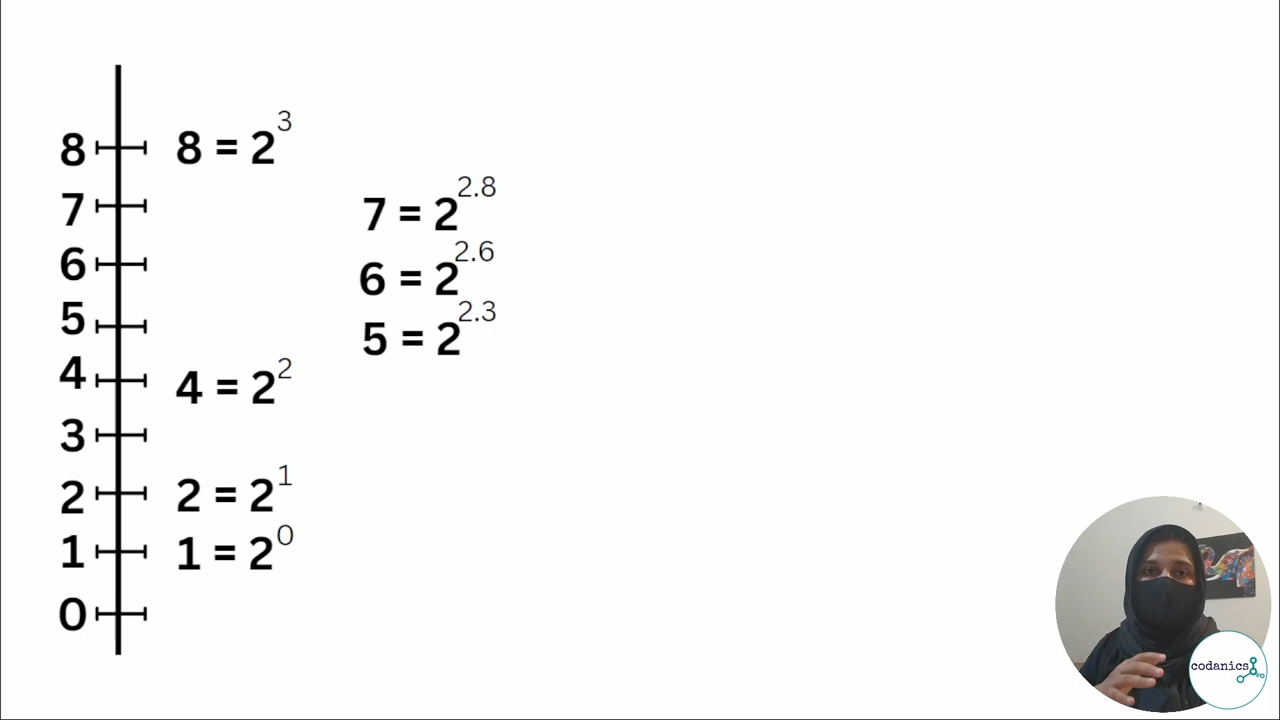 8
8 = 2³
7
7 = 2²·⁸
6
6 = 2²·⁶
5
5 = 2²·³
4
4 = 2²
3
2
2 = 2¹
1
1 = 2⁰
0
codanics